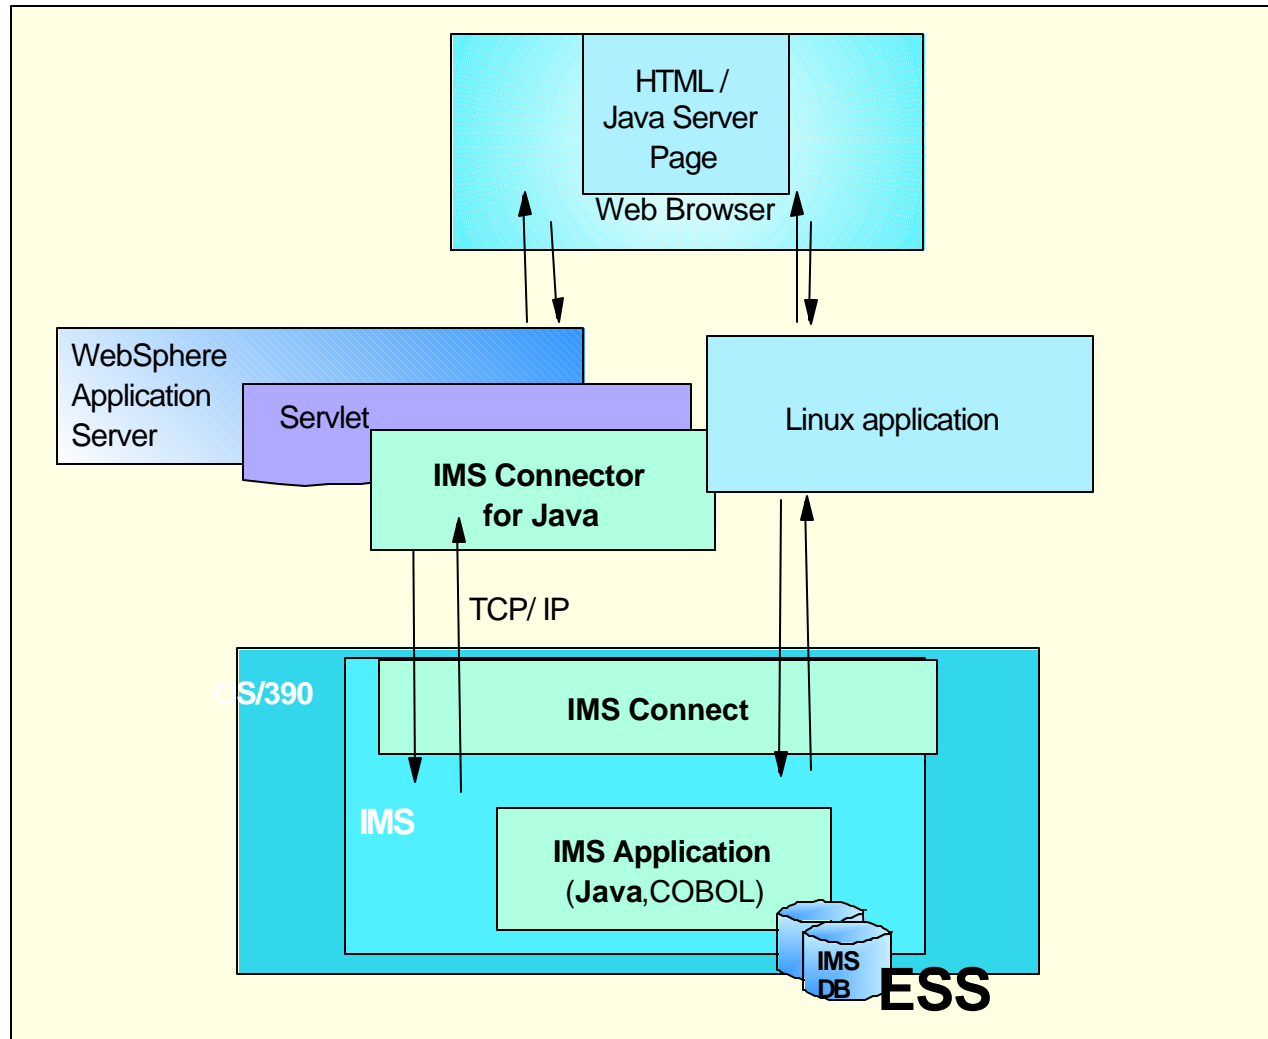 HTML /
Java Server
Page
Web Browser
WebSphere
Application
Server
Servlet
IMS Connector
for Java
Linux application
TCP/ IP
OS/390
IMS Connect
IMS
IMS Application
(Java,COBOL)
IMS
DB
ESS